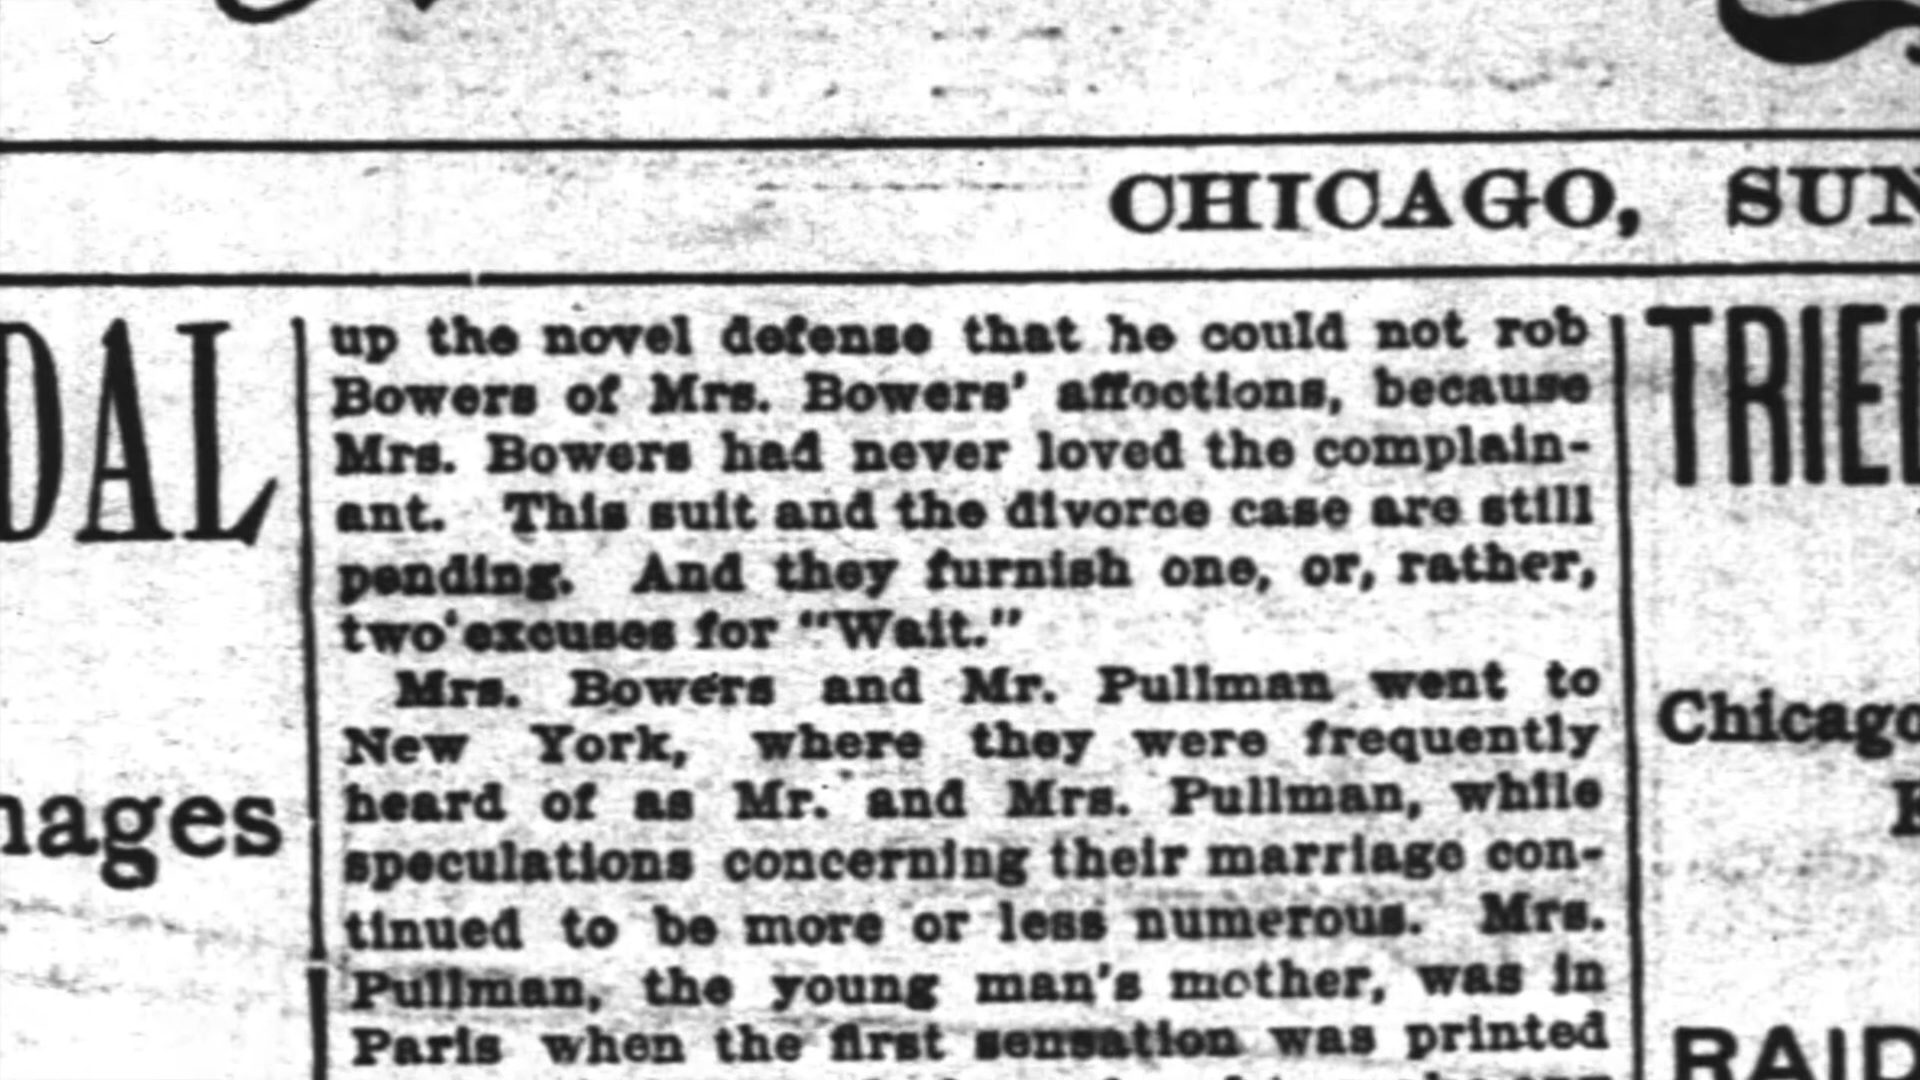 CHICAGO, SUN
DAL
mages
up the novel defense that he could not rob
Bowers of Mrs. Bowers' affections, because
Mrs. Bowers had never loved the complain-
ant. This suit and the divorce case are still
pending. And they furnish one, or, rather,
two excuses for "Wait."
Mrs. Bowers and Mr. Pullman went to
New York, where they were frequently
heard of as Mr. and Mrs. Pullman, while
speculations concerning their marriage con-
tinued to be more or less numerous. Mrs.
Pullman, the young man's mother, was in
Paris when the first sensation was printed
TRIED
Chicago
RAID